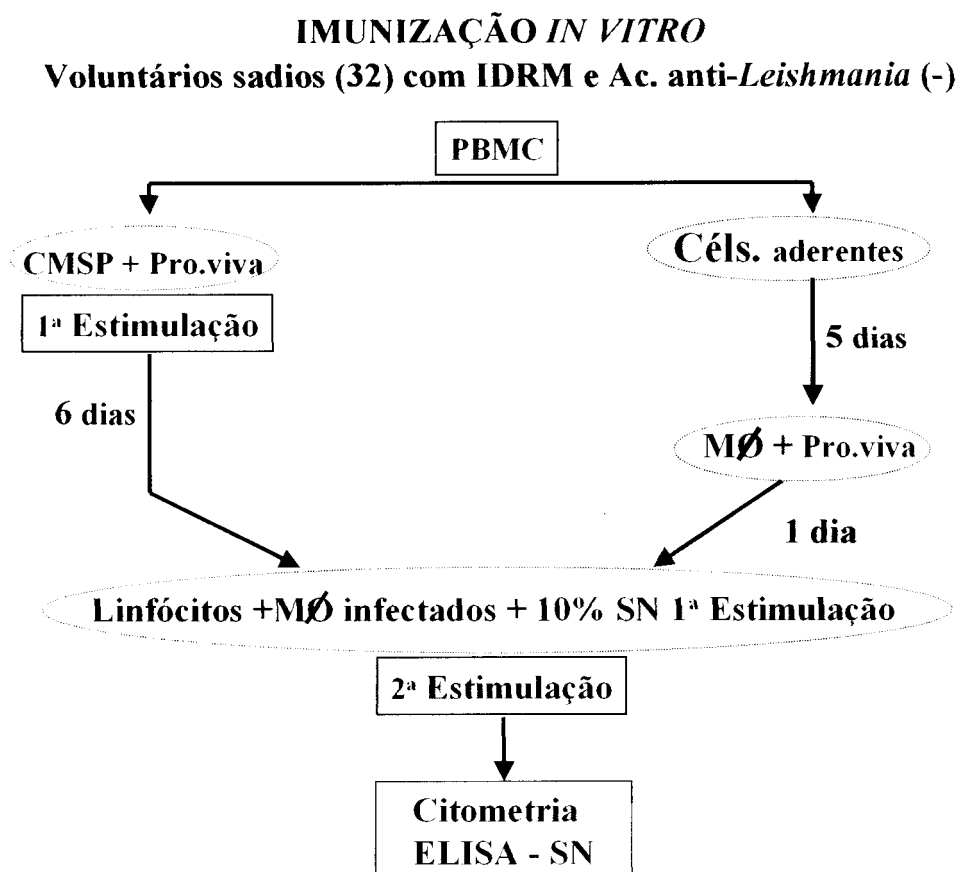 IMUNIZAÇÃO IN VITRO
Voluntários sadios (32) com IDRM e Ac. anti-Leishmania (-)
PBMC
CMSP + Pro.viva
Céls. aderentes
1ª Estimulação
5 dias
6 dias
MØ + Pro.viva
1 dia
Linfócitos +MØ infectados + 10% SN 1ª Estimulação
2ª Estimulação
Citometria
ELISA - SN